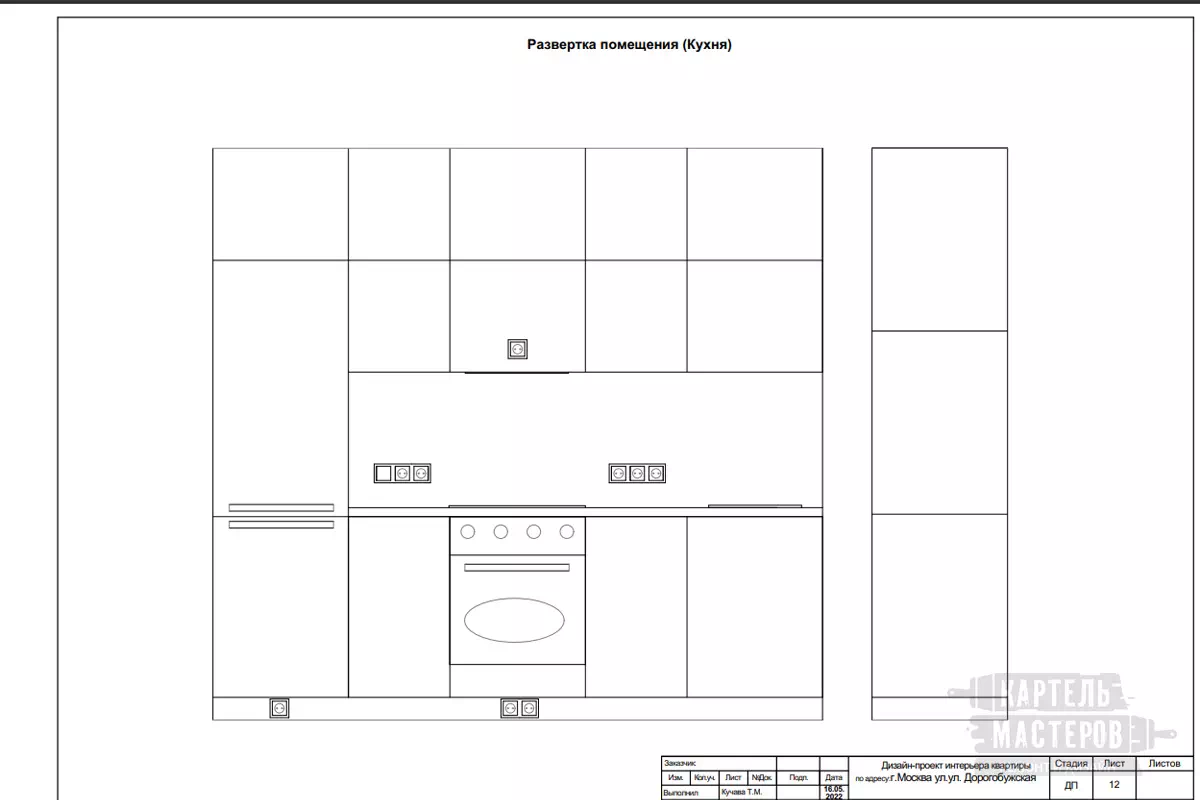 Развертка помещения (Кухня)
КАРТЕЛЬ
МАСТЕРОВ
Заказчик
Изм. Кол.уч. Лист №Док. Подп. Дата
Выполнил Кучава Т.М. 16.05.
2022
Дизайн-проект интерьера квартиры
по адресу:г.Москва ул.ул. Дорогобужская
Стадия Лист Листов
ДП 12